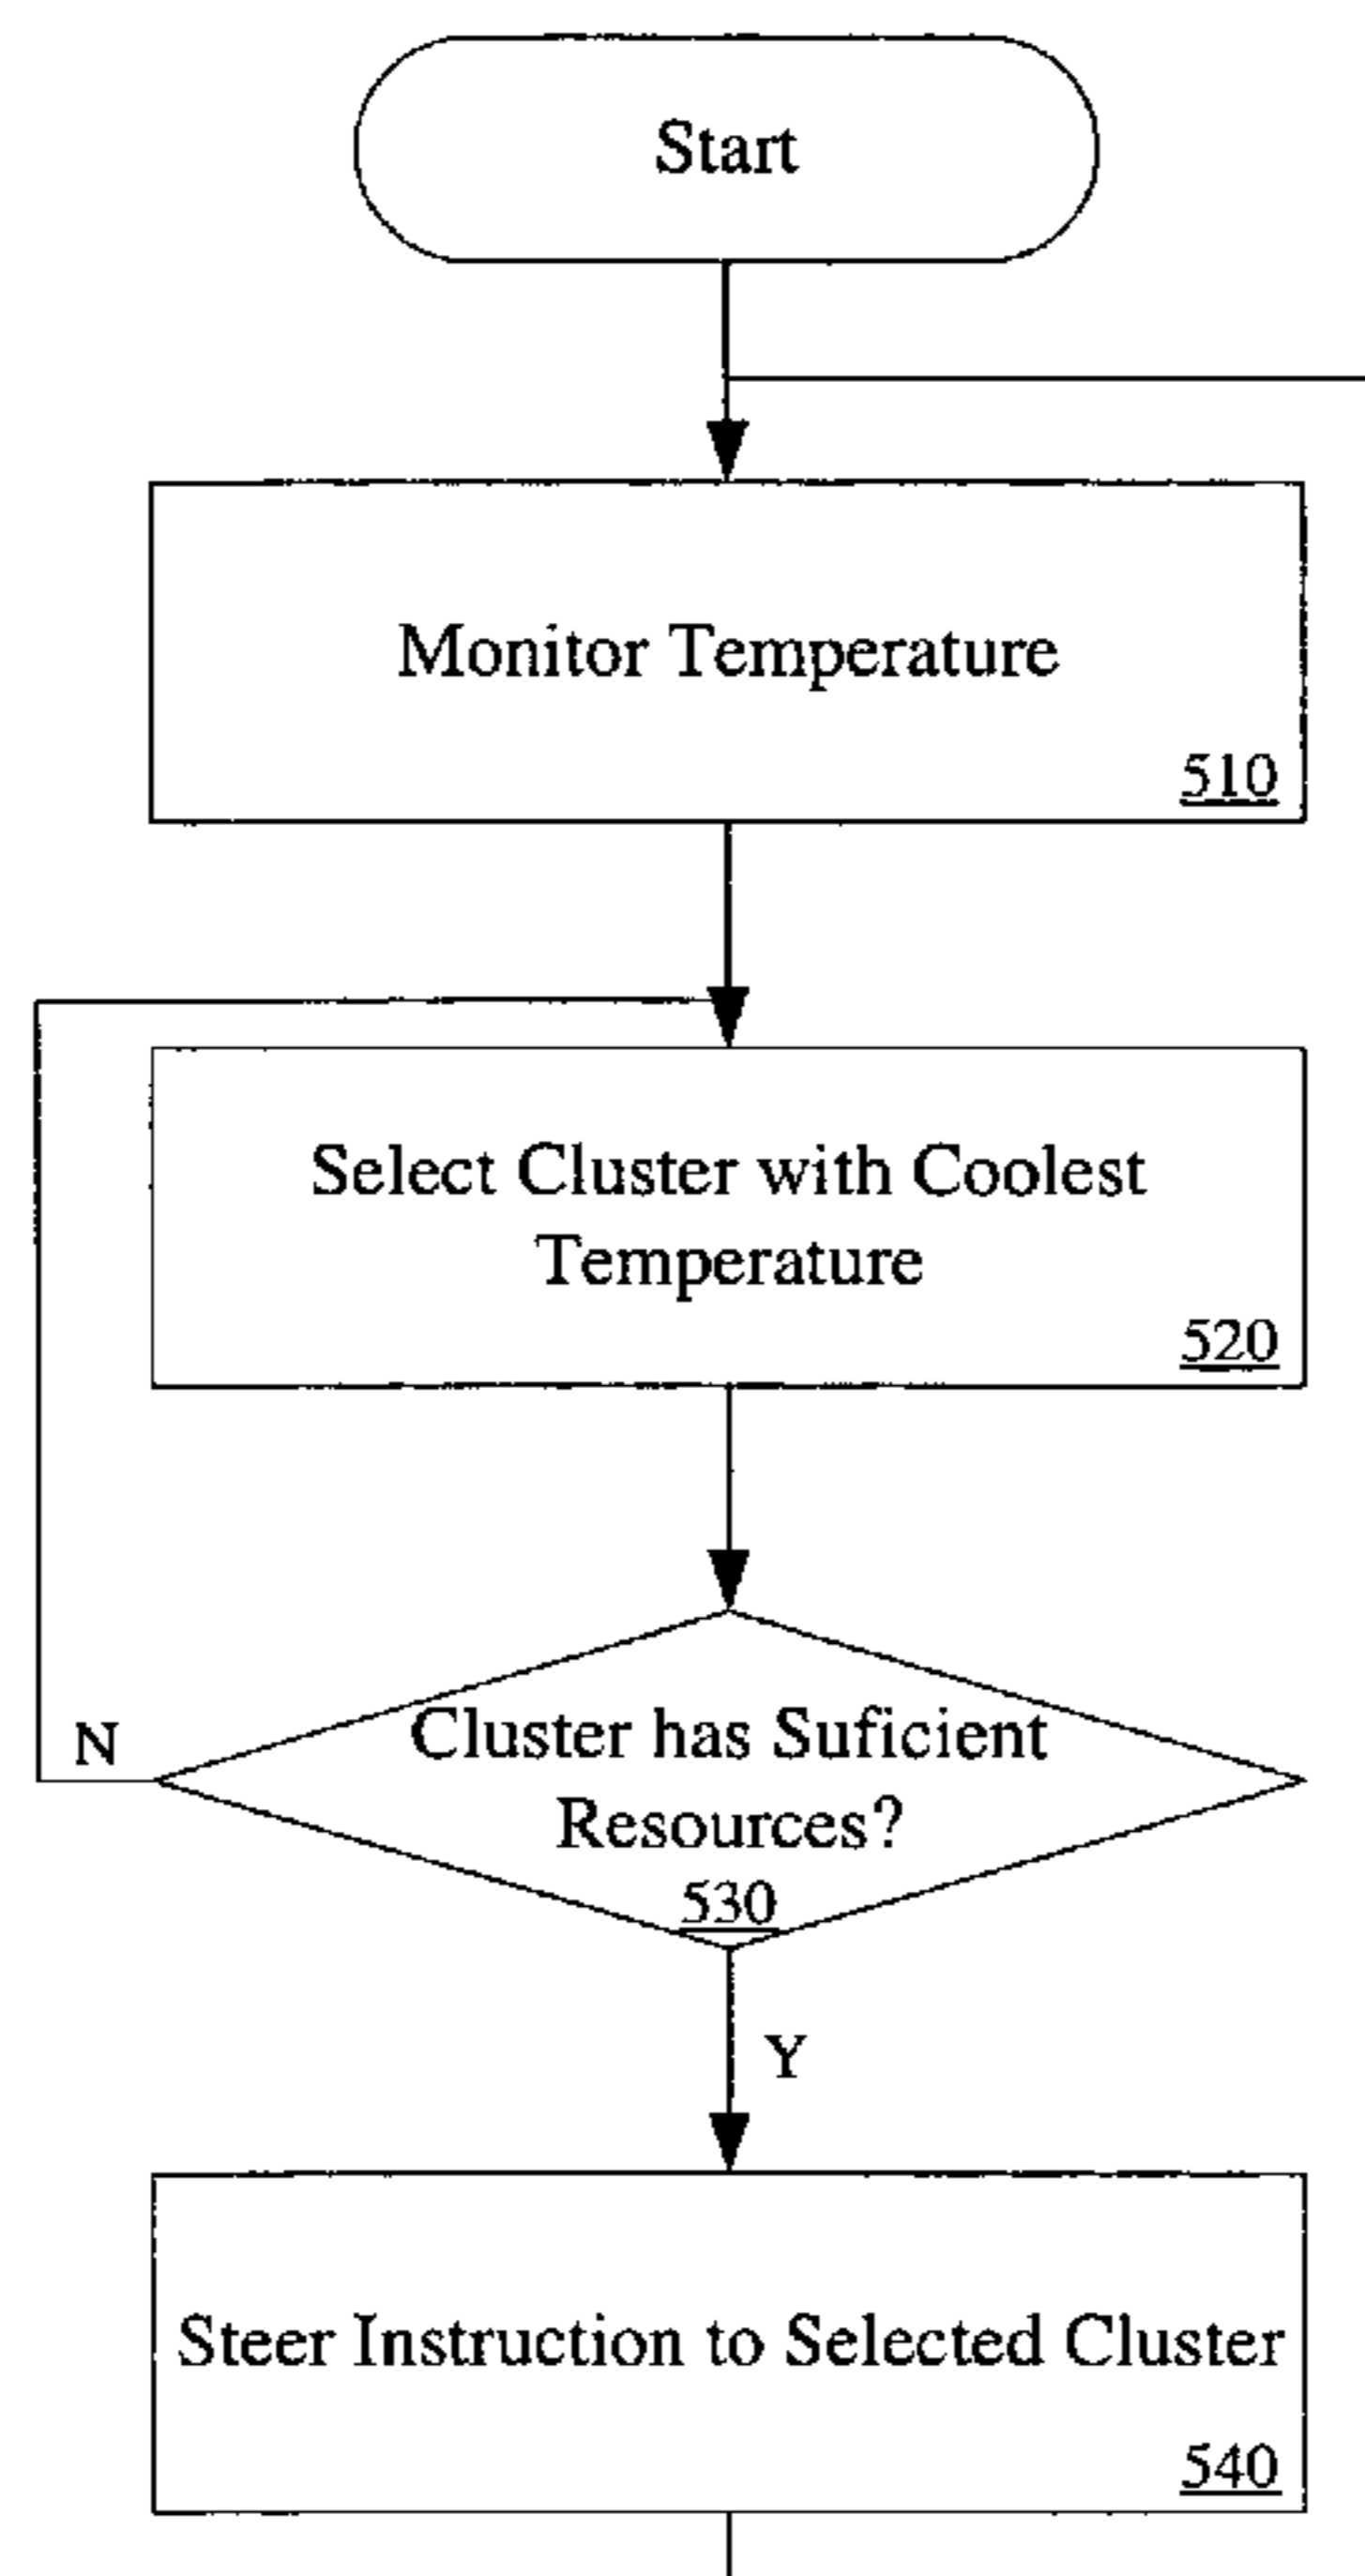 Start
Monitor Temperature
510
Select Cluster with Coolest
Temperature
520
Cluster has Suficient
N
Resources?
530
Y
Steer Instruction to Selected Cluster
540